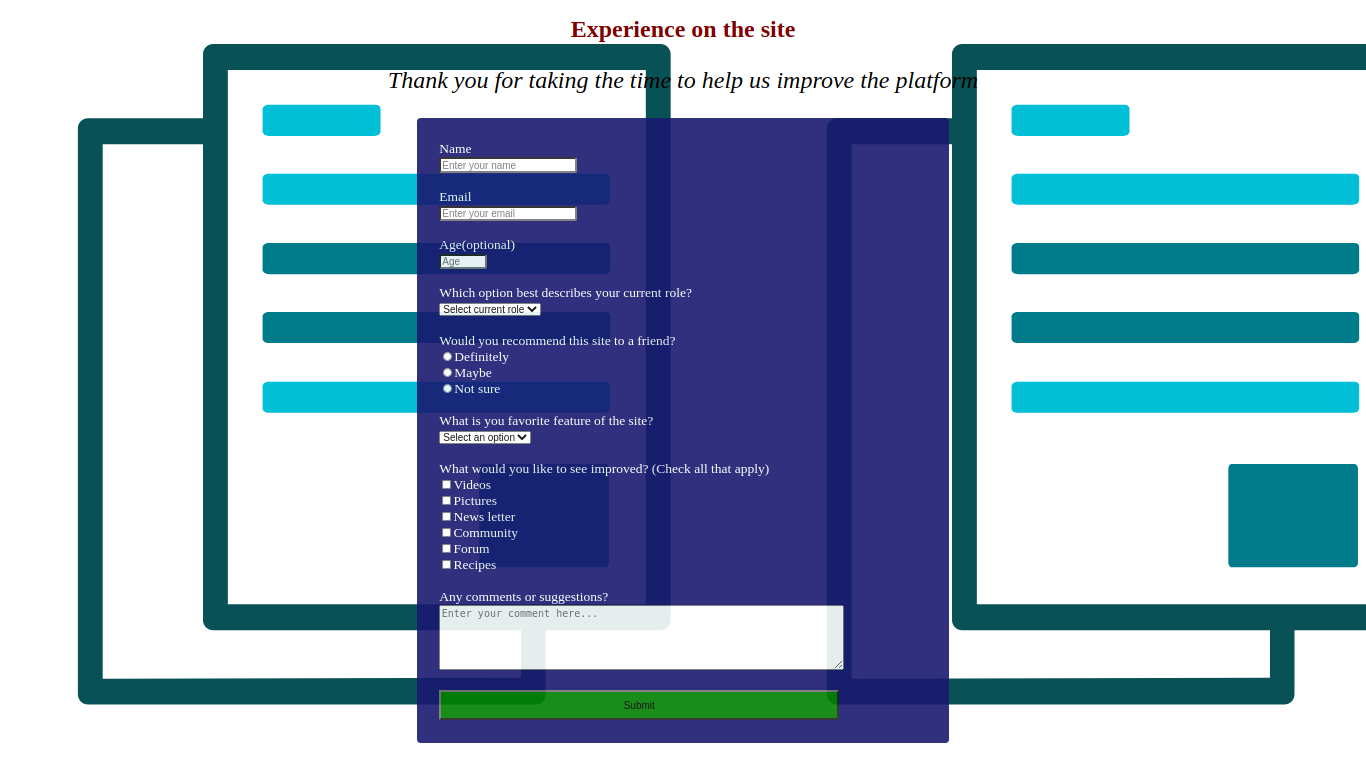 Experience on the site
Thank you for taking the time to help us improve the platform
Name
Enter your name
Email
Enter your email
Age(optional)
Age
Which option best describes your current role?
Select current role
Would you recommend this site to a friend?
Definitely
Maybe
Not sure
What is you favorite feature of the site?
Select an option
What would you like to see improved? (Check all that apply)
Videos
Pictures
News letter
Community
Forum
Recipes
Any comments or suggestions?
Enter your comment here...
Submit